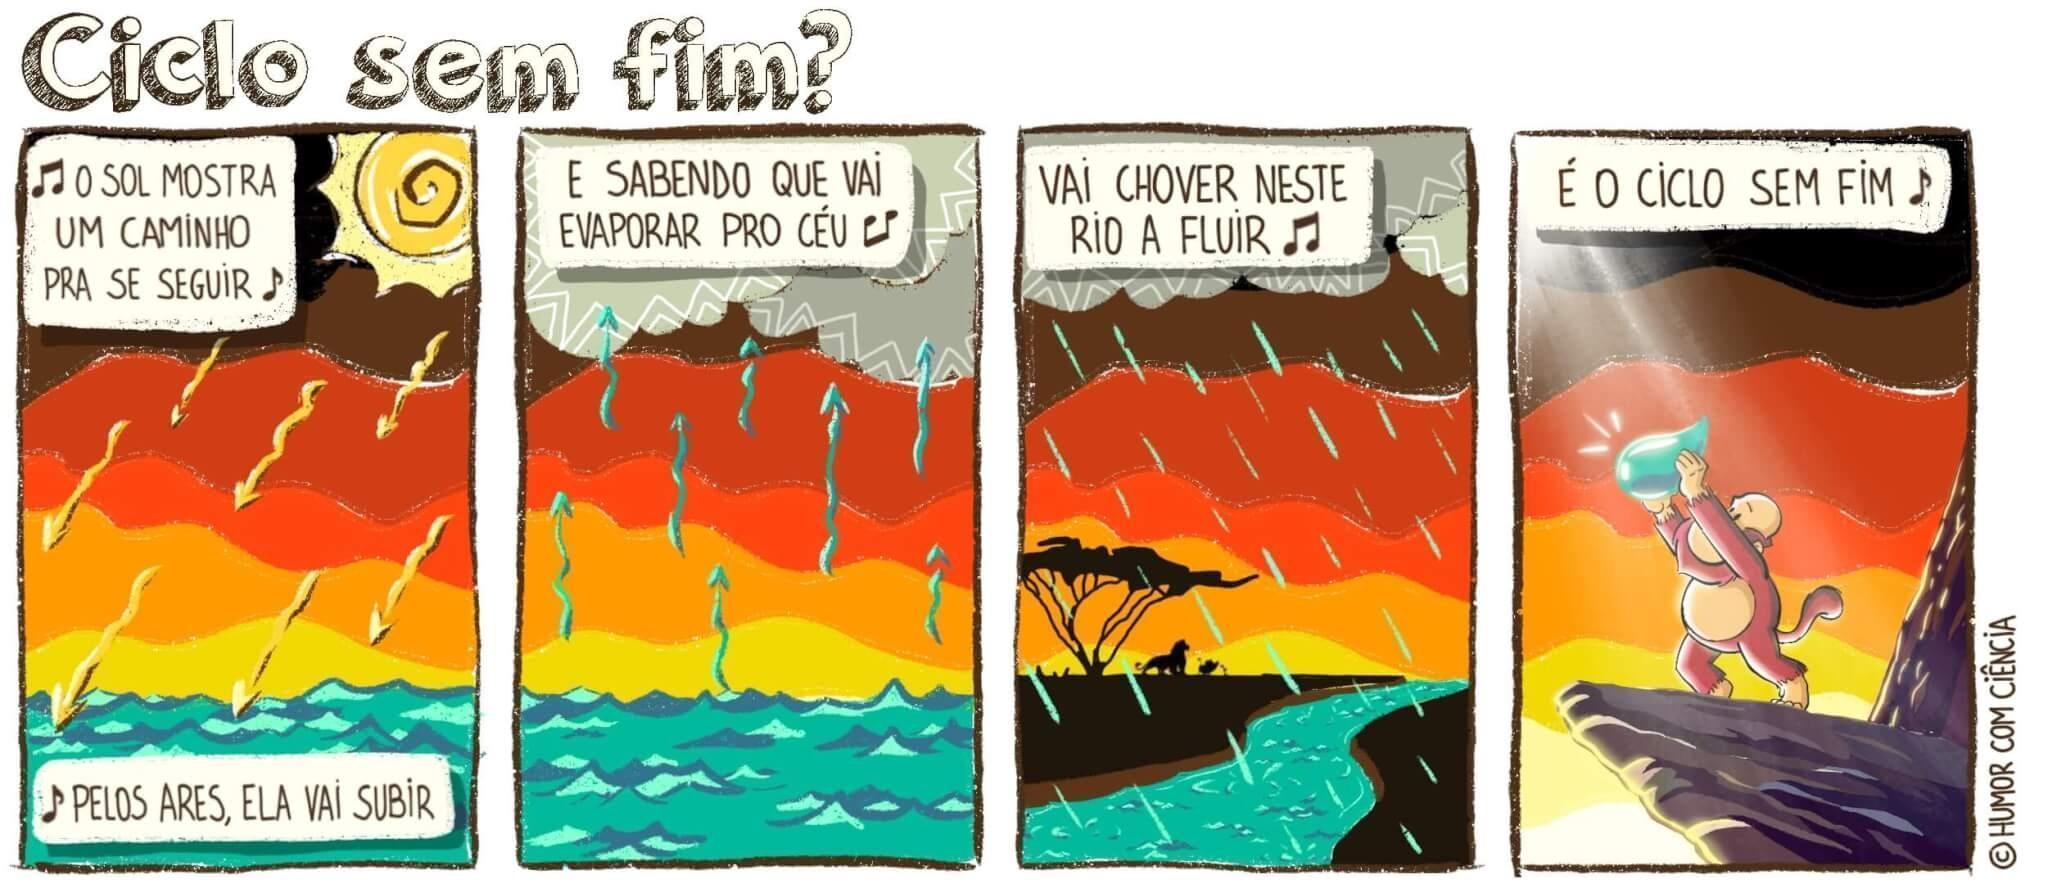 Ciclo sem fim?
♫ O SOL MOSTRA
UM CAMINHO
PRA SE SEGUIR ♪
♪ PELOS ARES, ELA VAI SUBIR
E SABENDO QUE VAI
EVAPORAR PRO CÉU ♫
VAI CHOVER NESTE
RIO A FLUIR ♫
É O CICLO SEM FIM ♪
© HUMOR COM CIÊNCIA